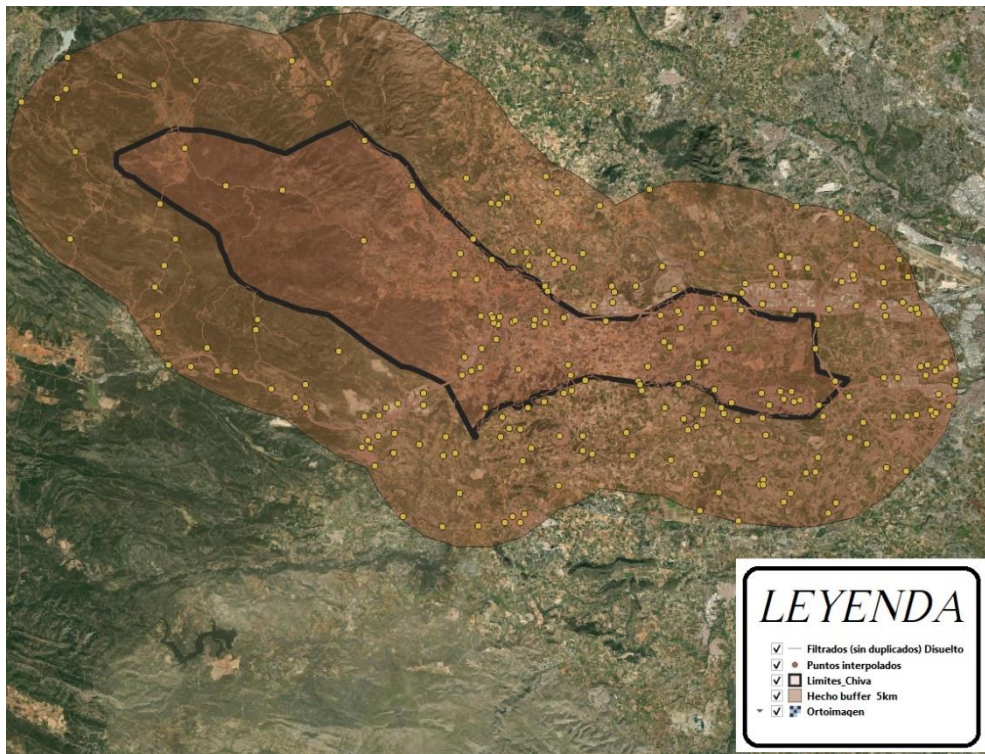 LEYENDA
Filtrados (sin duplicados) Disuelto
Puntos interpolados
Limites_Chiva
Hecho buffer 5km
Ortoimagen